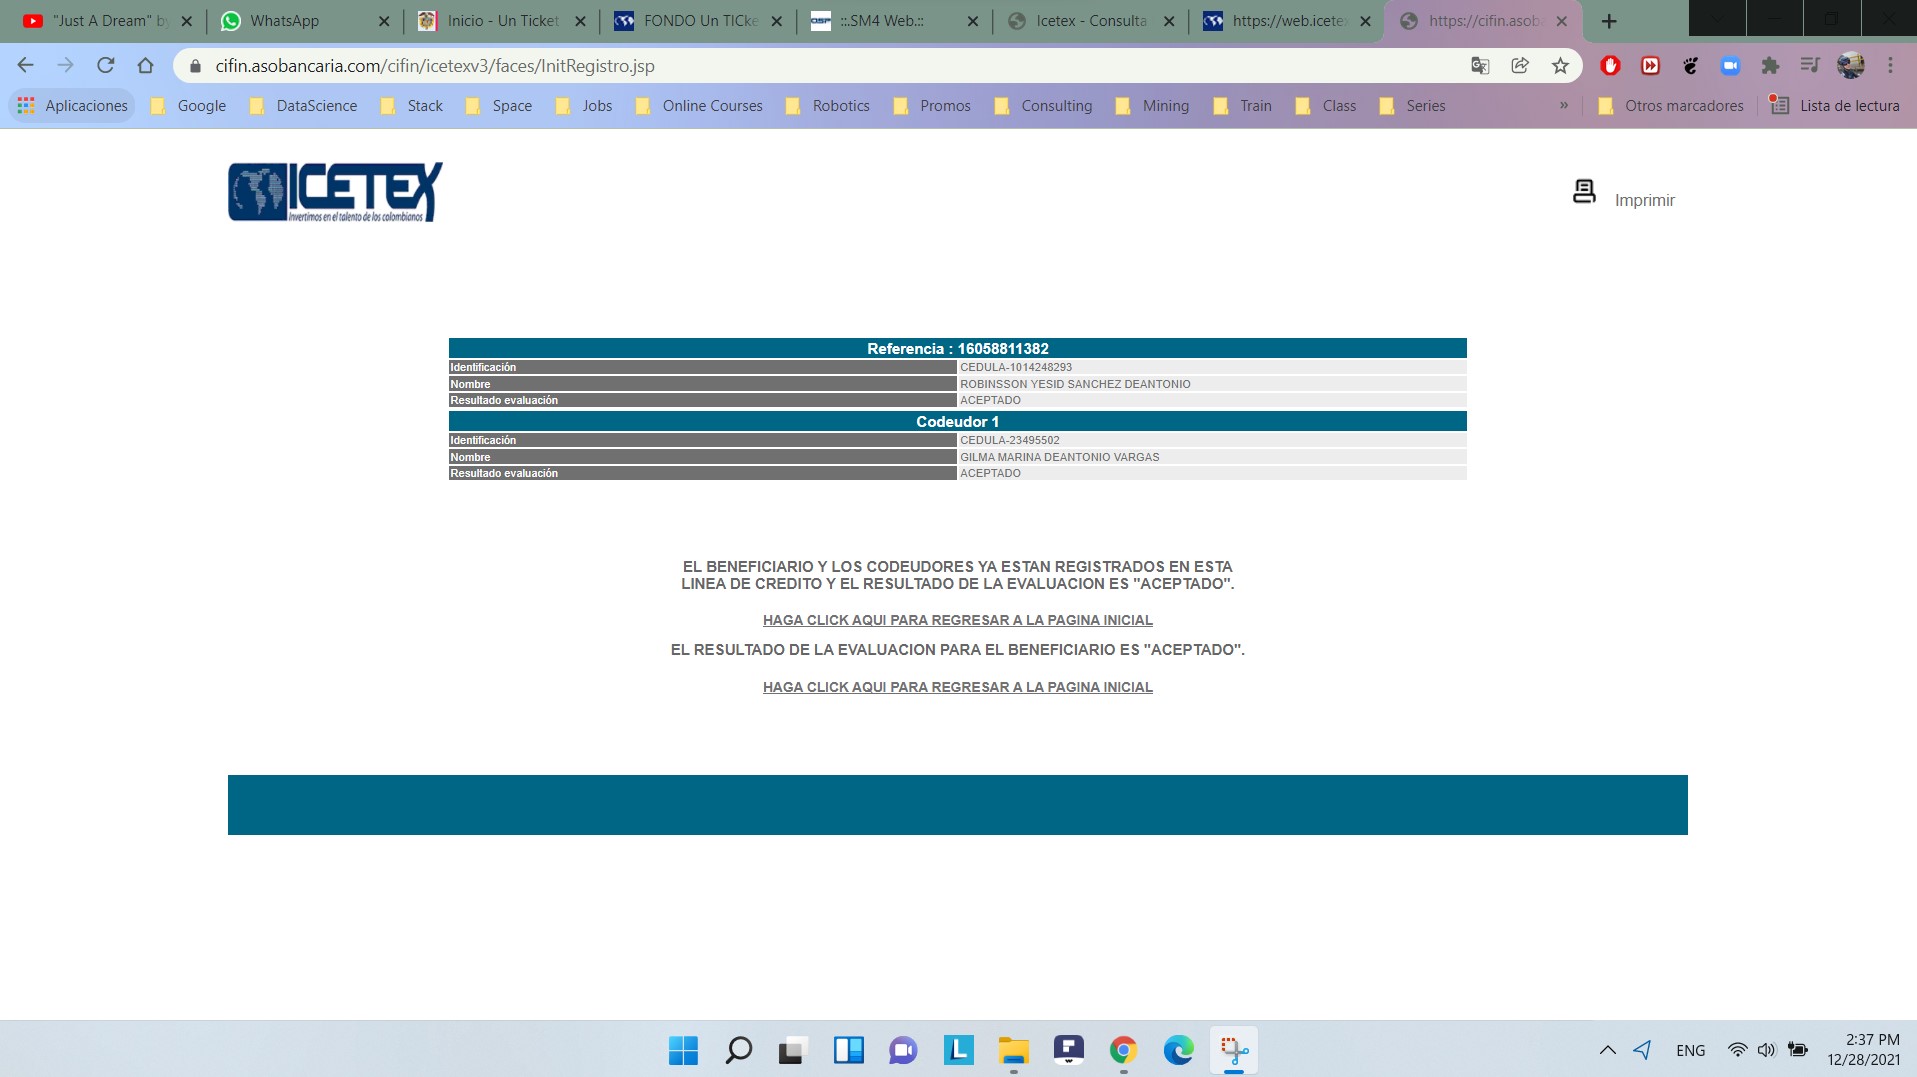 "Just A Dream" by
WhatsApp
Inicio - Un Ticket
FONDO Un TICke
::.SM4 Web.::
Icetex - Consulta
https://web.icetex
https://cifin.asoba
cifin.asobancaria.com/cifin/icetexv3/faces/InitRegistro.jsp
Aplicaciones
Google
DataScience
Stack
Space
Jobs
Online Courses
Robotics
Promos
Consulting
Mining
Train
Class
Series
»
Otros marcadores
Lista de lectura
ICETEX
Invertimos en el talento de los colombianos
Imprimir
Referencia : 16058811382
Identificación CEDULA-1014248293
Nombre ROBINSSON YESID SANCHEZ DEANTONIO
Resultado evaluación ACEPTADO
Codeudor 1
Identificación CEDULA-23495502
Nombre GILMA MARINA DEANTONIO VARGAS
Resultado evaluación ACEPTADO
EL BENEFICIARIO Y LOS CODEUDORES YA ESTAN REGISTRADOS EN ESTA
LINEA DE CREDITO Y EL RESULTADO DE LA EVALUACION ES "ACEPTADO".
HAGA CLICK AQUI PARA REGRESAR A LA PAGINA INICIAL
EL RESULTADO DE LA EVALUACION PARA EL BENEFICIARIO ES "ACEPTADO".
HAGA CLICK AQUI PARA REGRESAR A LA PAGINA INICIAL
ENG
2:37 PM
12/28/2021